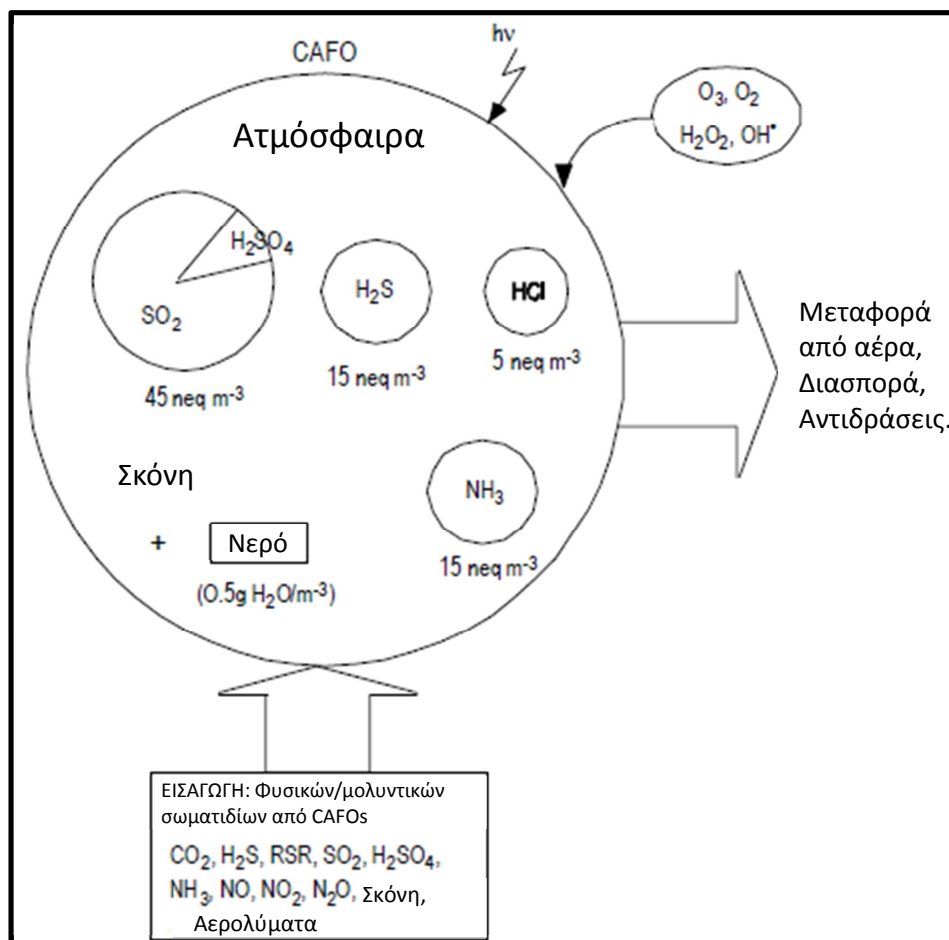 CAFO
hν
O₃, O₂
H₂O₂, OH•
Ατμόσφαιρα
H₂SO₄
SO₂
45 neq m⁻³
H₂S
15 neq m⁻³
HCl
5 neq m⁻³
Μεταφορά
από αέρα,
Διασπορά,
Αντιδράσεις.
Σκόνη
+ Νερό
(0.5g H₂O/m⁻³)
NH₃
15 neq m⁻³
ΕΙΣΑΓΩΓΗ: Φυσικών/μολυντικών
σωματιδίων από CAFOs
CO₂, H₂S, RSR, SO₂, H₂SO₄,
NH₃, NO, NO₂, N₂O, Σκόνη,
Αερολύματα